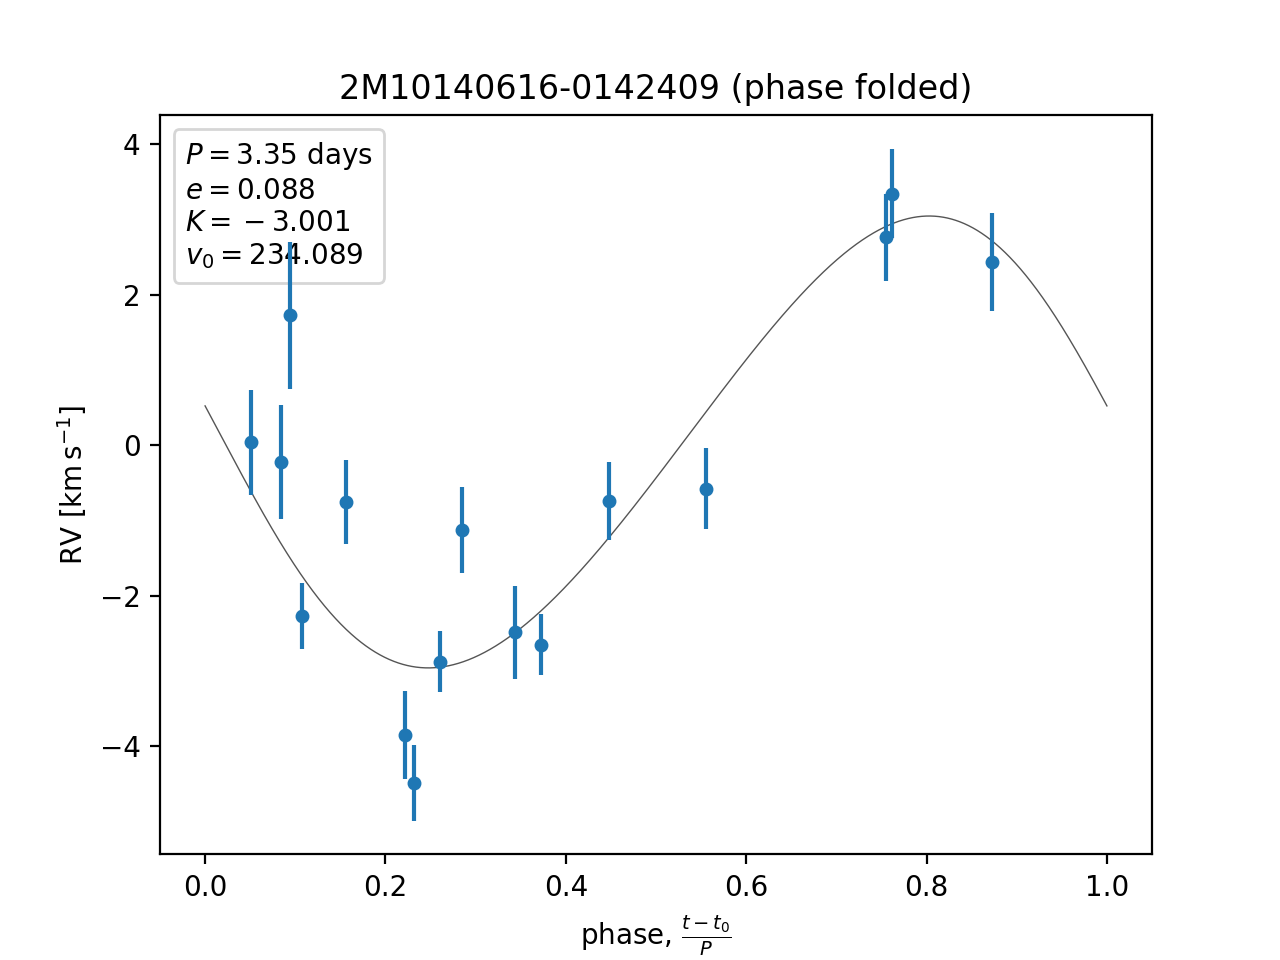 2M10140616-0142409 (phase folded)
P = 3.35 days
e = 0.088
K = −3.001
v₀ = 234.089
4
2
0
−2
−4
RV [km s⁻¹]
0.0 0.2 0.4 0.6 0.8 1.0
phase, (t − t₀)/P